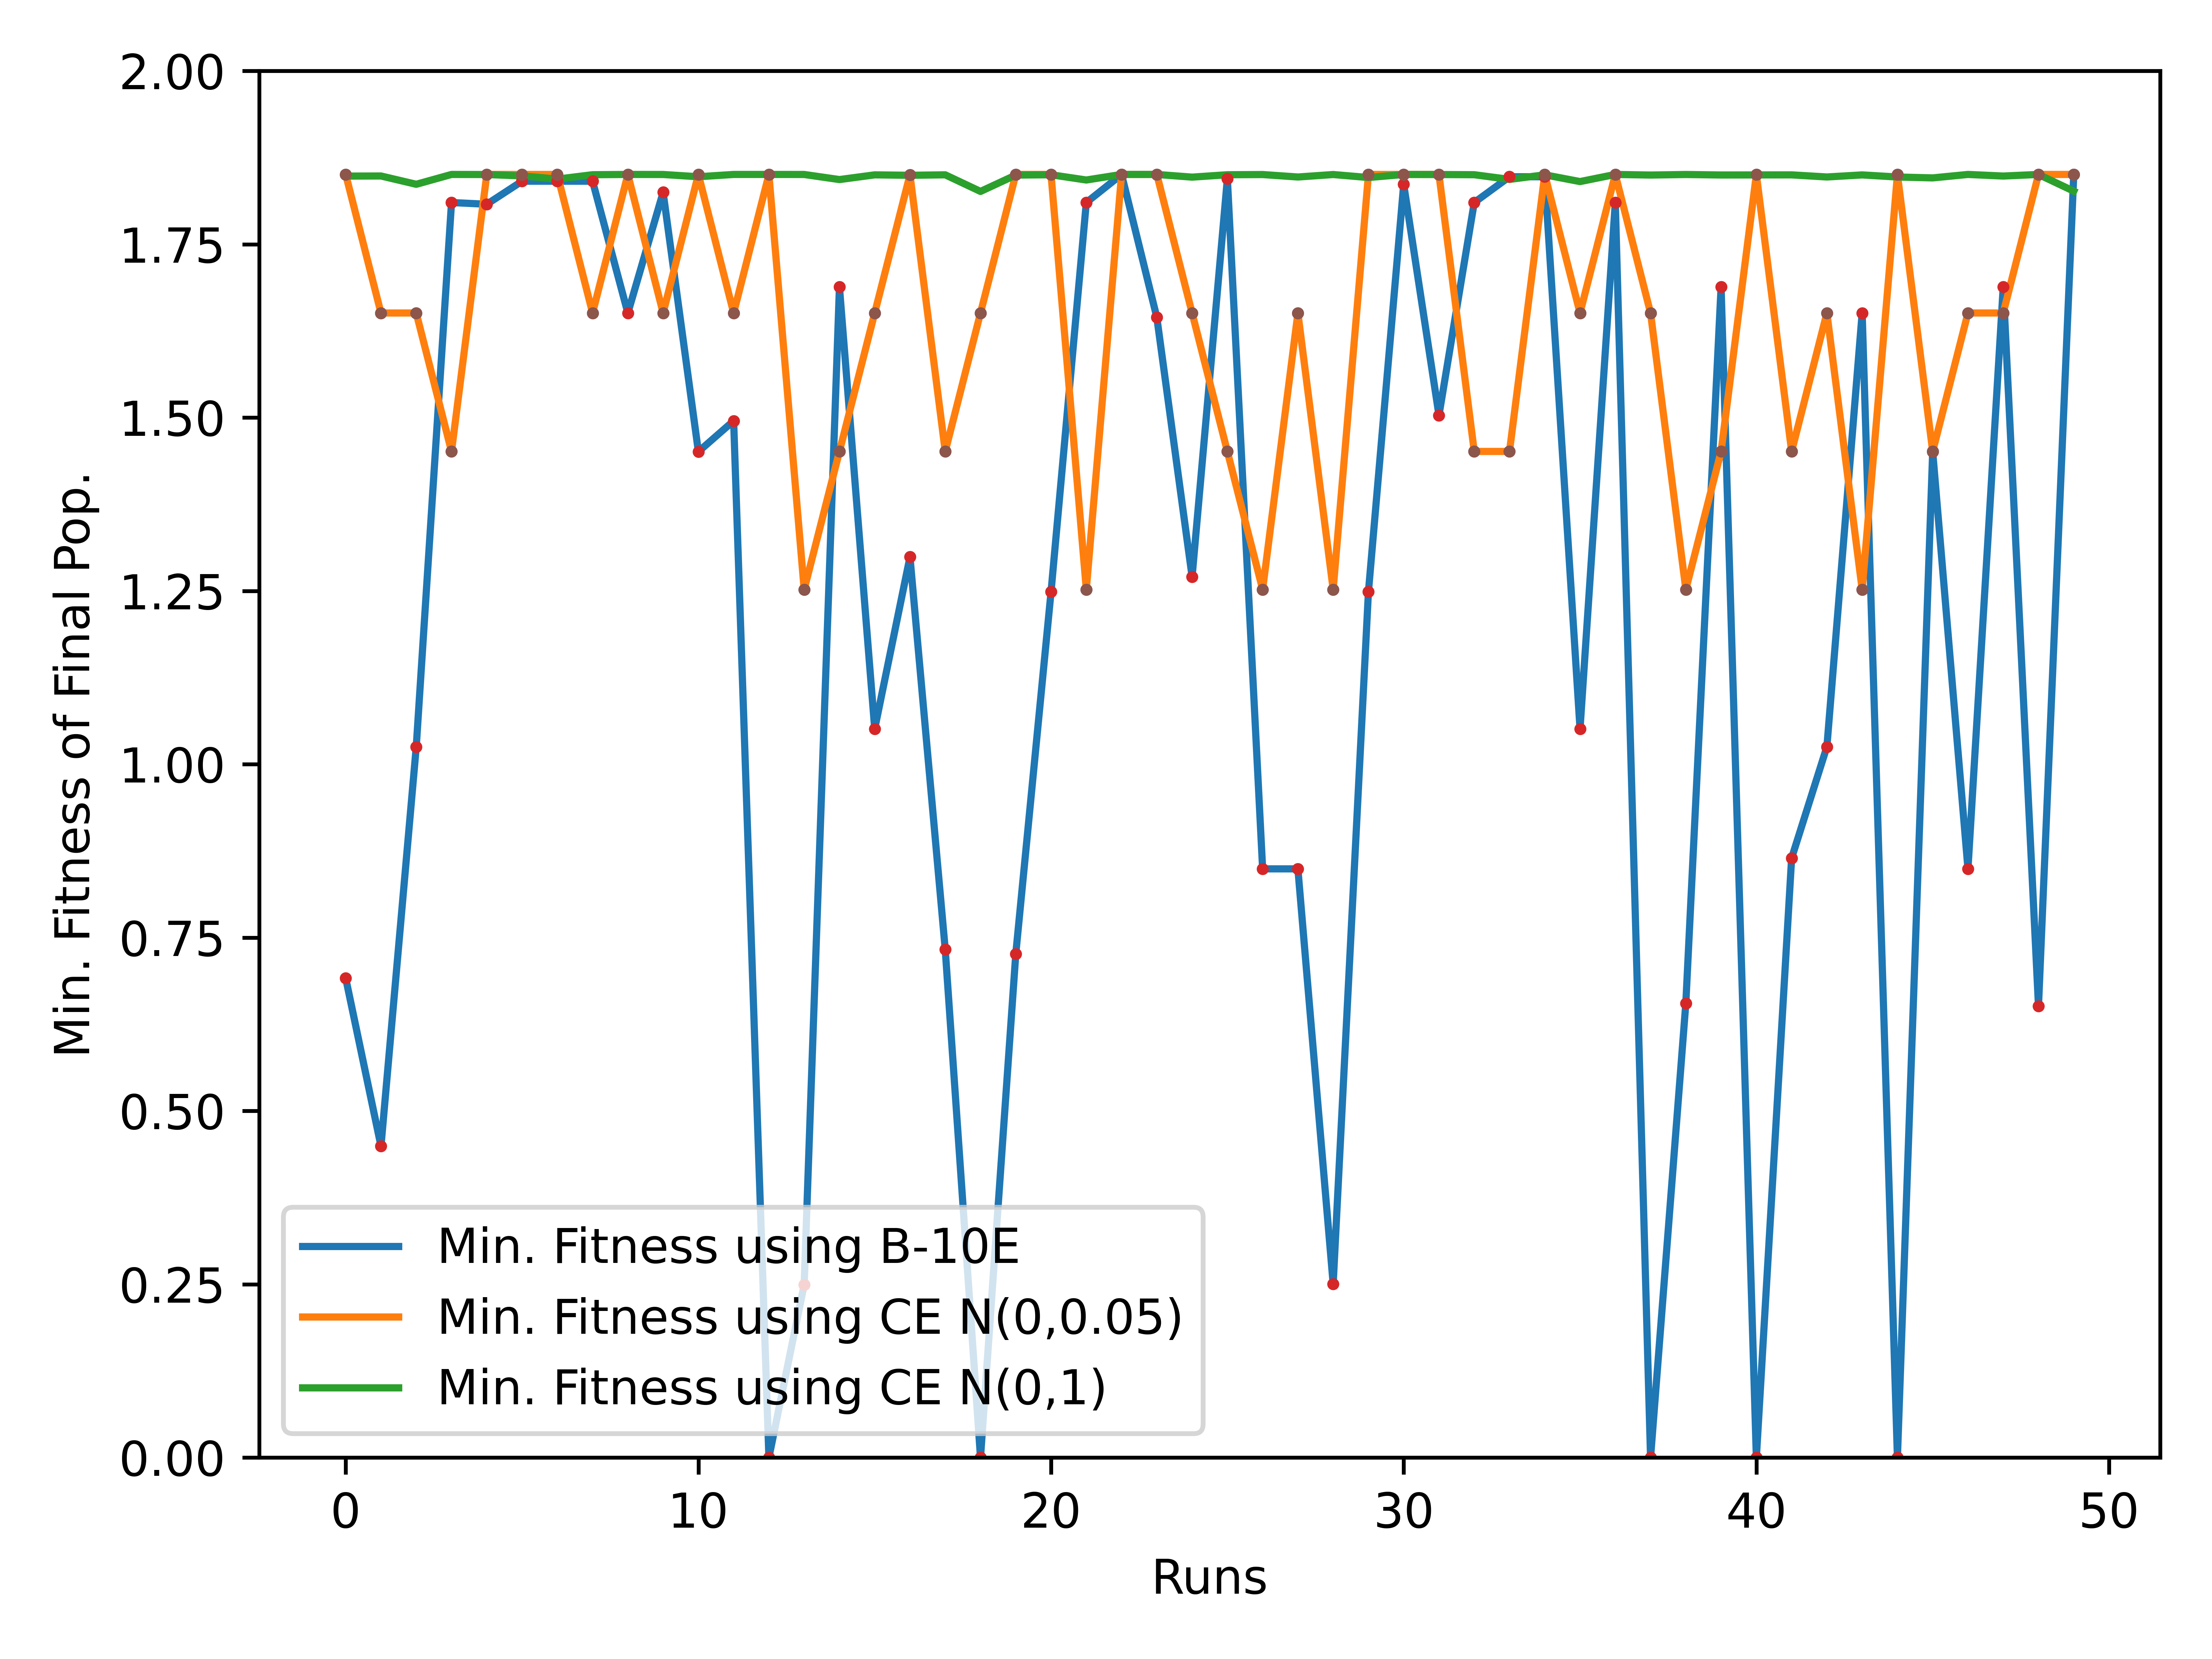 2.00
1.75
1.50
1.25
1.00
0.75
0.50
0.25
0.00
Min. Fitness of Final Pop.
Min. Fitness using B-10E
Min. Fitness using CE N(0,0.05)
Min. Fitness using CE N(0,1)
0 10 20 30 40 50
Runs